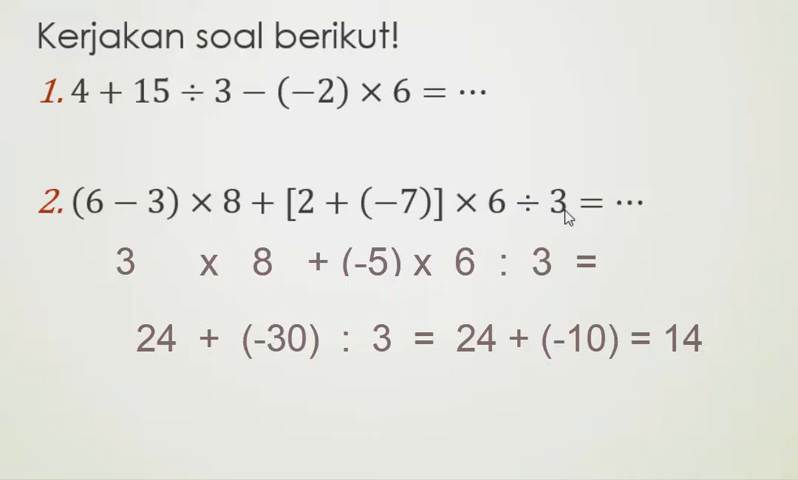 Kerjakan soal berikut!
1. 4 + 15 ÷ 3 − (−2) × 6 = ⋯
2. (6 − 3) × 8 + [2 + (−7)] × 6 ÷ 3 = ⋯
3 x 8 + (-5) x 6 : 3 =
24 + (-30) : 3 = 24 + (-10) = 14